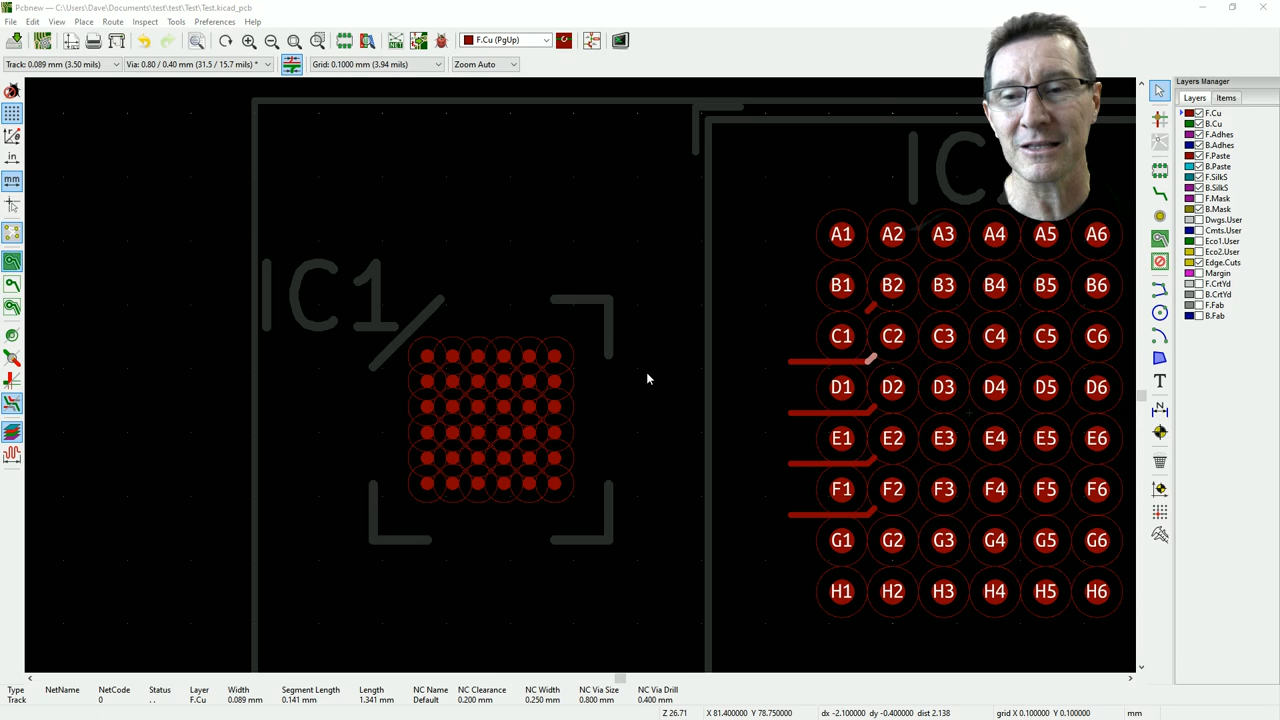 Pcbnew — C:\Users\Dave\Documents\test\test\Test\Test.kicad_pcb
File Edit View Place Route Inspect Tools Preferences Help
F.Cu (PgUp)
Track: 0.089 mm (3.50 mils) Via: 0.80 / 0.40 mm (31.5 / 15.7 mils) * Grid: 0.1000 mm (3.94 mils) Zoom Auto
Layers Manager
Layers Items
F.Cu
B.Cu
F.Adhes
B.Adhes
F.Paste
B.Paste
F.SilkS
B.SilkS
F.Mask
B.Mask
Dwgs.User
Cmts.User
Eco1.User
Eco2.User
Edge.Cuts
Margin
F.CrtYd
B.CrtYd
F.Fab
B.Fab
in
mm
IC1
A1 A2 A3 A4 A5 A6
B1 B2 B3 B4 B5 B6
C1 C2 C3 C4 C5 C6
D1 D2 D3 D4 D5 D6
E1 E2 E3 E4 E5 E6
F1 F2 F3 F4 F5 F6
G1 G2 G3 G4 G5 G6
H1 H2 H3 H4 H5 H6
Type NetName NetCode Status Layer Width Segment Length Length NC Name NC Clearance NC Width NC Via Size NC Via Drill
Track 0 .. F.Cu 0.089 mm 0.141 mm 1.341 mm Default 0.200 mm 0.250 mm 0.800 mm 0.400 mm
Z 26.71 X 81.400000 Y 78.750000 dx -2.100000 dy -0.400000 dist 2.138 grid X 0.100000 Y 0.100000 mm